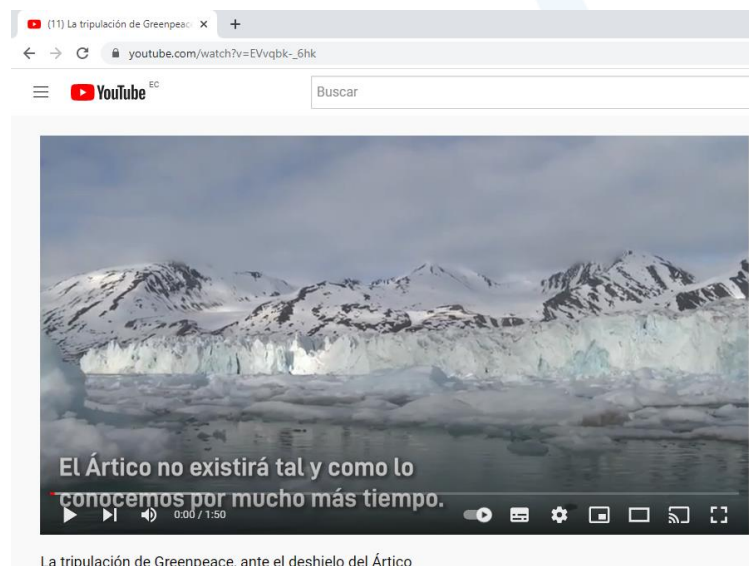 (11) La tripulación de Greenpeac
youtube.com/watch?v=EVvqbk-_6hk
YouTube EC
Buscar
El Ártico no existirá tal y como lo
conocemos por mucho más tiempo.
0:00 / 1:50
La tripulación de Greenpeace, ante el deshielo del Ártico